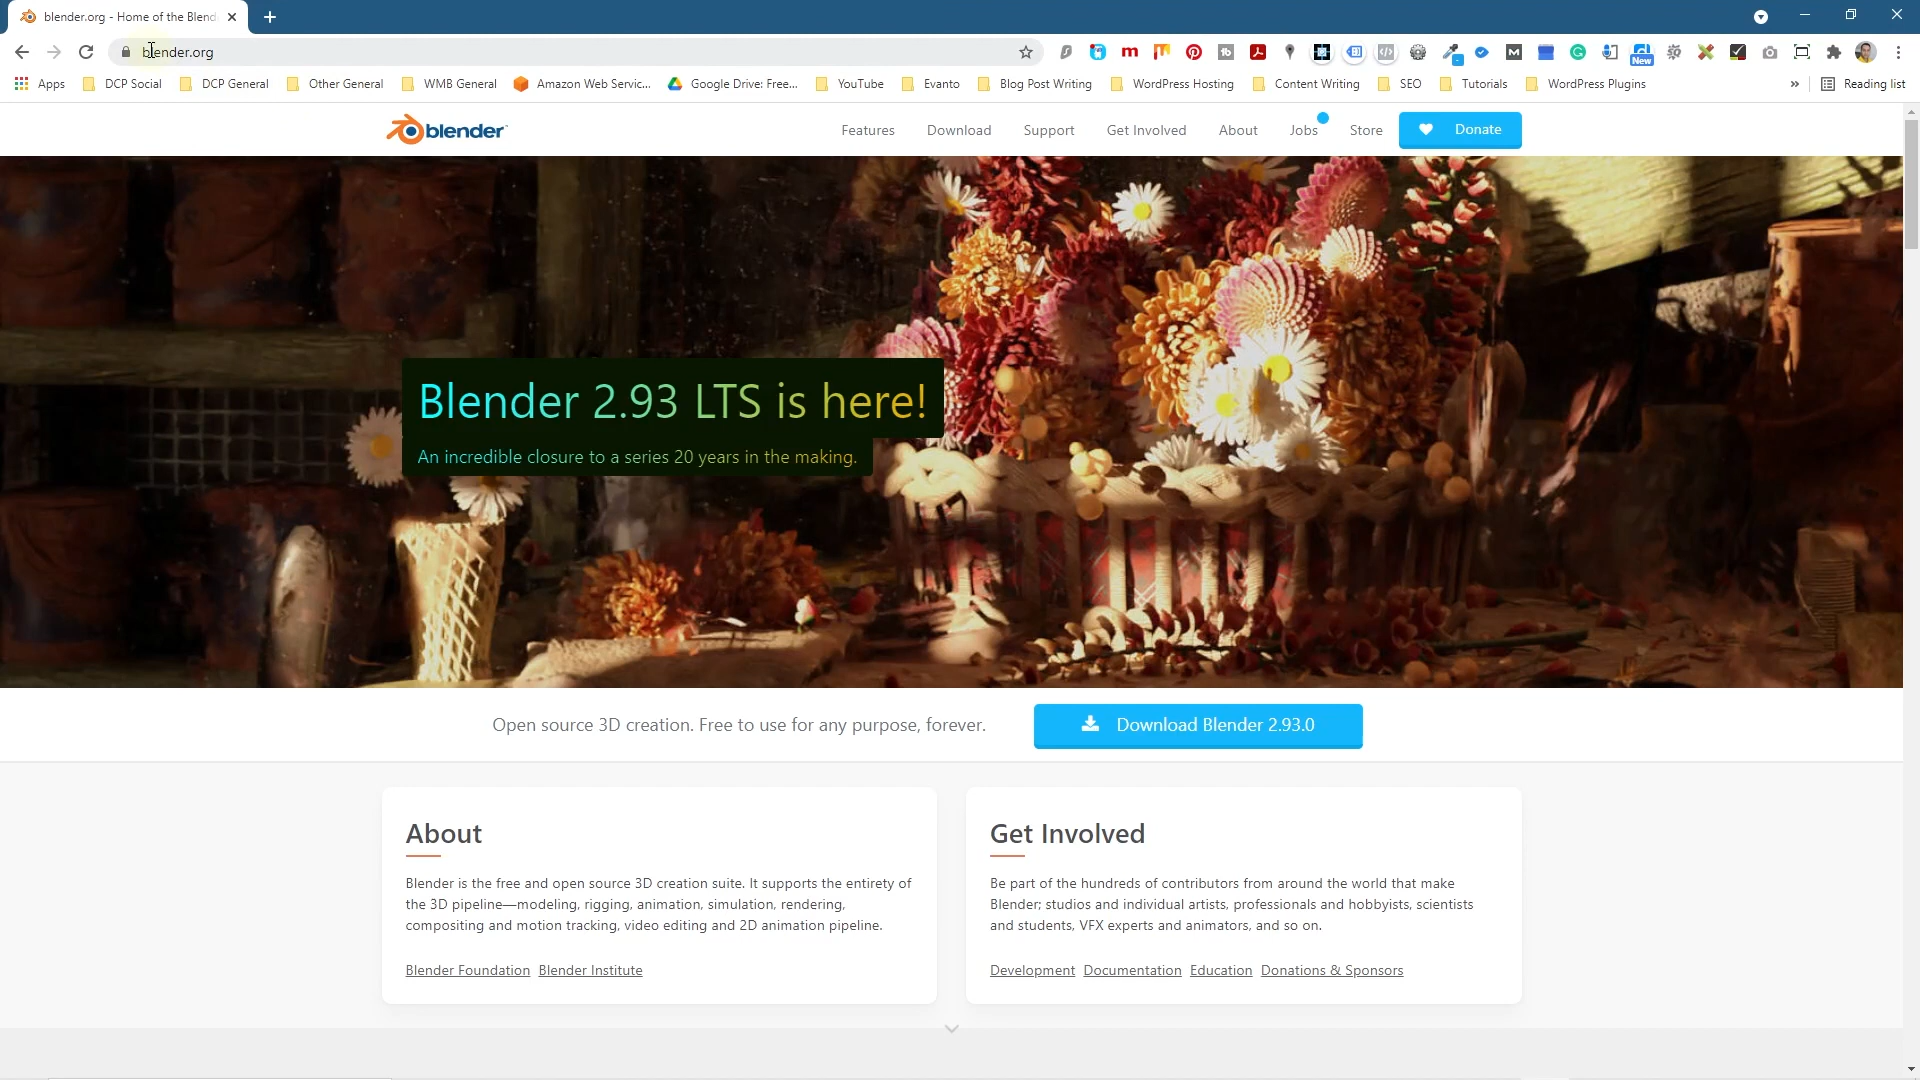 blender.org - Home of the Blend
blender.org
New
Apps DCP Social DCP General Other General WMB General Amazon Web Servic... Google Drive: Free... YouTube Evanto Blog Post Writing WordPress Hosting Content Writing SEO Tutorials WordPress Plugins » Reading list
blender
Features Download Support Get Involved About Jobs Store Donate
Blender 2.93 LTS is here!
An incredible closure to a series 20 years in the making.
Open source 3D creation. Free to use for any purpose, forever.
Download Blender 2.93.0
About
Blender is the free and open source 3D creation suite. It supports the entirety of
the 3D pipeline—modeling, rigging, animation, simulation, rendering,
compositing and motion tracking, video editing and 2D animation pipeline.
Blender Foundation Blender Institute
Get Involved
Be part of the hundreds of contributors from around the world that make
Blender; studios and individual artists, professionals and hobbyists, scientists
and students, VFX experts and animators, and so on.
Development Documentation Education Donations & Sponsors